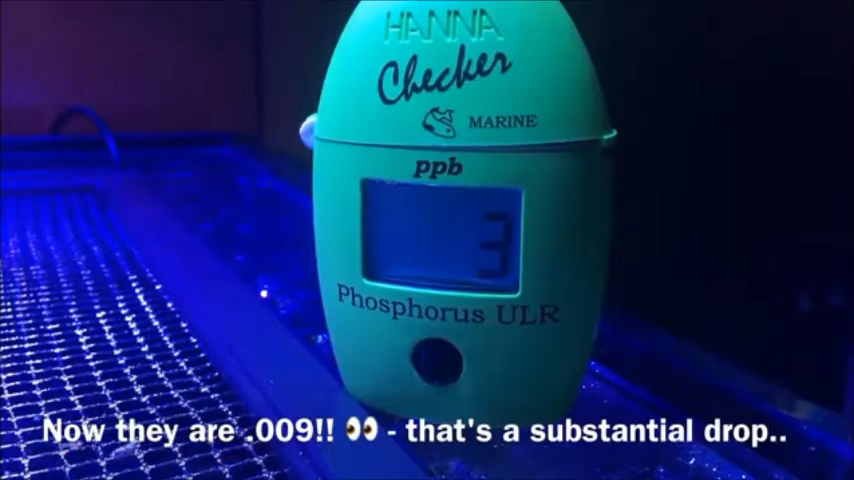 HANNA
Checker
MARINE
ppb
3
Phosphorus ULR
Now they are .009!! 👀 - that's a substantial drop..